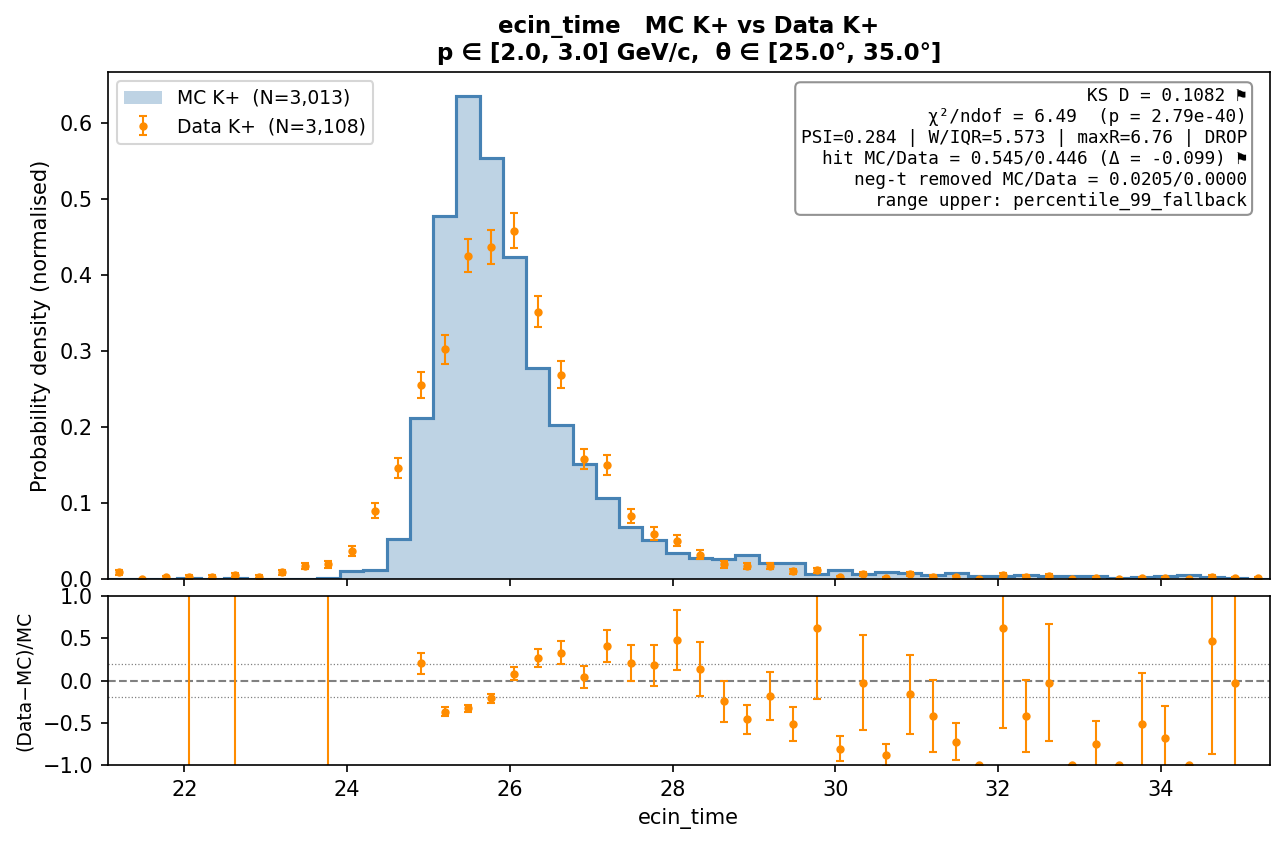 ecin_time   MC K+ vs Data K+
p ∈ [2.0, 3.0] GeV/c,  θ ∈ [25.0°, 35.0°]
MC K+  (N=3,013)
Data K+  (N=3,108)
KS D = 0.1082 ⚑
χ²/ndof = 6.49  (p = 2.79e-40)
PSI=0.284 | W/IQR=5.573 | maxR=6.76 | DROP
hit MC/Data = 0.545/0.446 (Δ = -0.099) ⚑
neg-t removed MC/Data = 0.0205/0.0000
range upper: percentile_99_fallback
Probability density (normalised)
0.6
0.5
0.4
0.3
0.2
0.1
0.0
(Data−MC)/MC
1.0
0.5
0.0
−0.5
−1.0
22 24 26 28 30 32 34
ecin_time